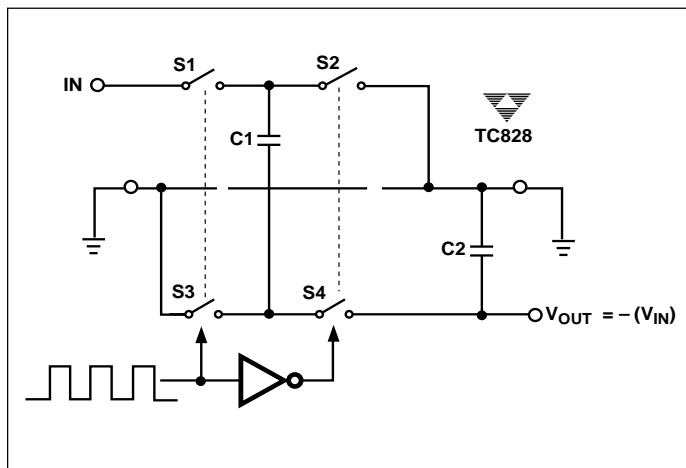 S1
S2
IN
C1
TC828
C2
S3
S4
VOUT = – (VIN)